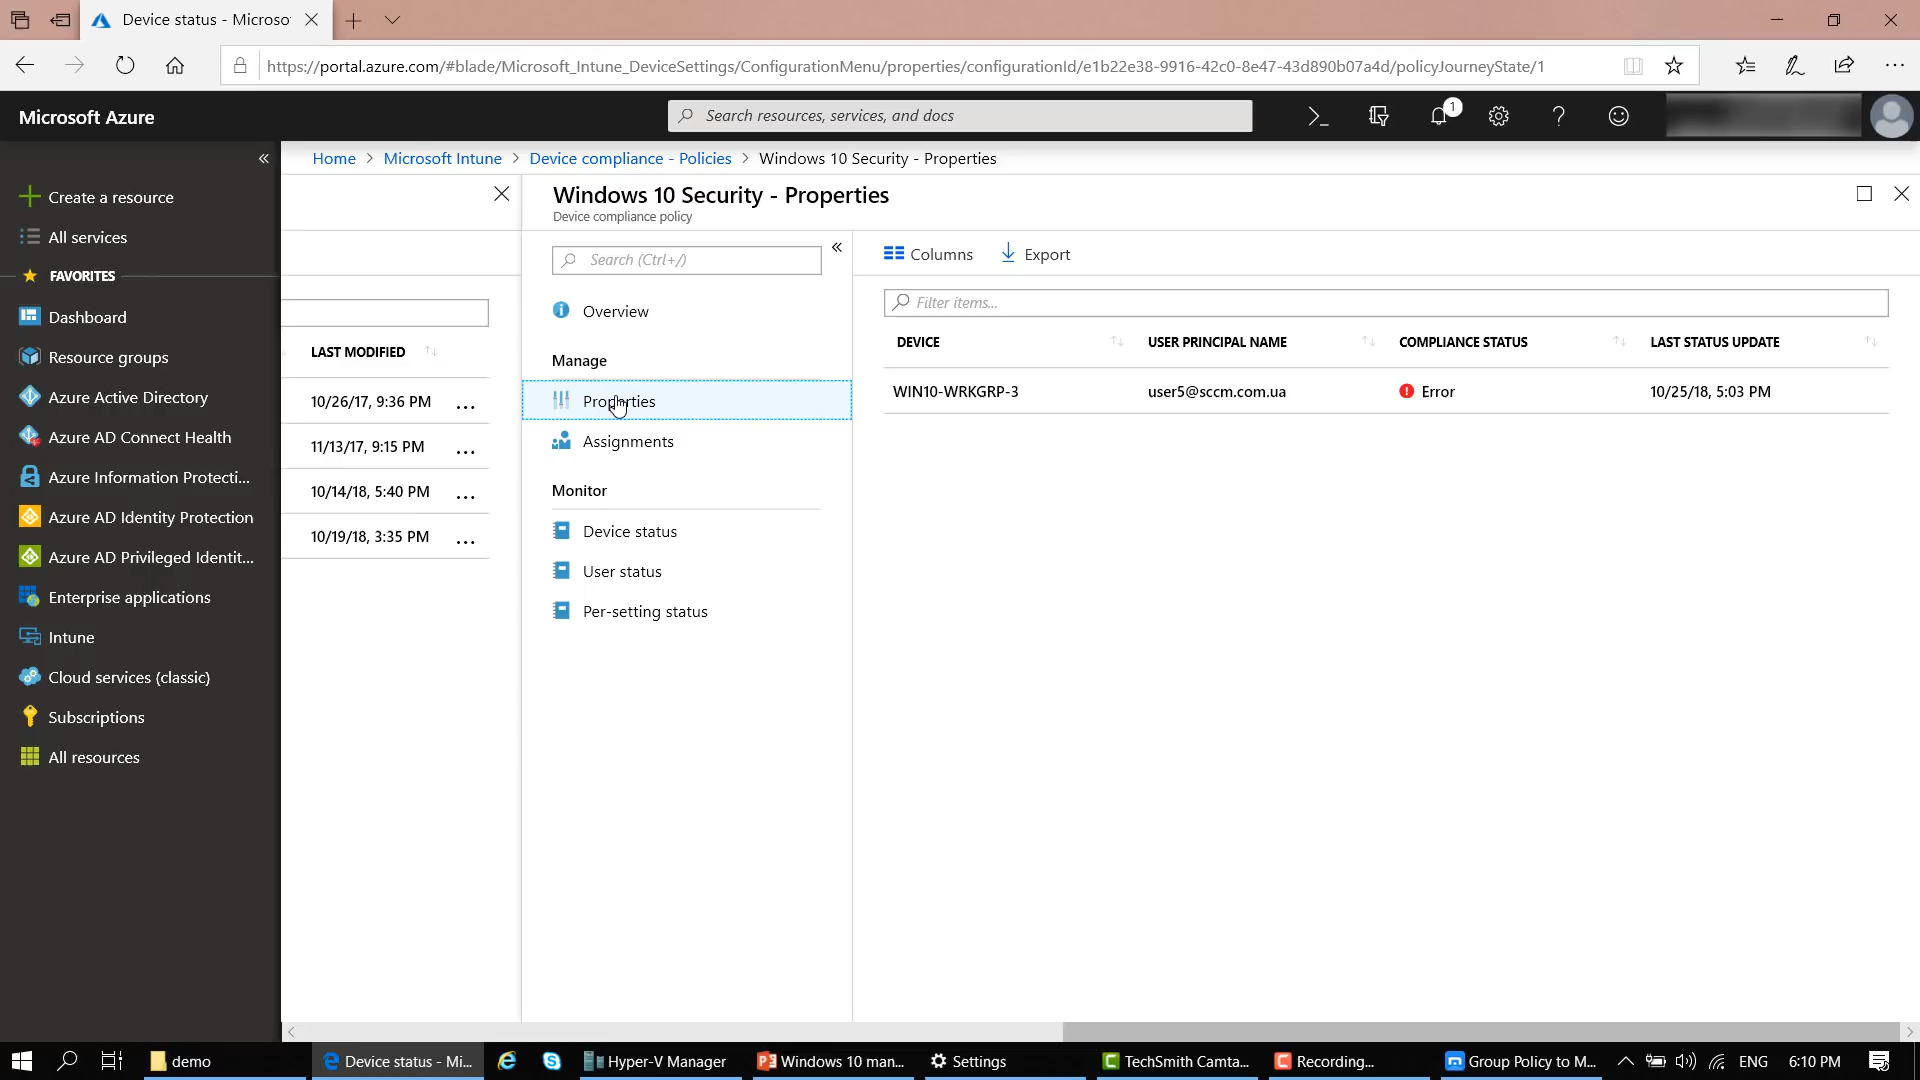 Device status - Microso
https://portal.azure.com/#blade/Microsoft_Intune_DeviceSettings/ConfigurationMenu/properties/configurationId/e1b22e38-9916-42c0-8e47-43d890b07a4d/policyJourneyState/1
Microsoft Azure
Search resources, services, and docs
1
Home > Microsoft Intune > Device compliance - Policies > Windows 10 Security - Properties
Create a resource
All services
FAVORITES
Dashboard
Resource groups
Azure Active Directory
Azure AD Connect Health
Azure Information Protecti...
Azure AD Identity Protection
Azure AD Privileged Identit...
Enterprise applications
Intune
Cloud services (classic)
Subscriptions
All resources
LAST MODIFIED
10/26/17, 9:36 PM ...
11/13/17, 9:15 PM ...
10/14/18, 5:40 PM ...
10/19/18, 3:35 PM ...
Windows 10 Security - Properties
Device compliance policy
Search (Ctrl+/)
Overview
Manage
Properties
Assignments
Monitor
Device status
User status
Per-setting status
Columns Export
Filter items...
DEVICE USER PRINCIPAL NAME COMPLIANCE STATUS LAST STATUS UPDATE
WIN10-WRKGRP-3 user5@sccm.com.ua Error 10/25/18, 5:03 PM
demo Device status - Mi... Hyper-V Manager Windows 10 man... Settings TechSmith Camta... Recording... Group Policy to M... ENG 6:10 PM